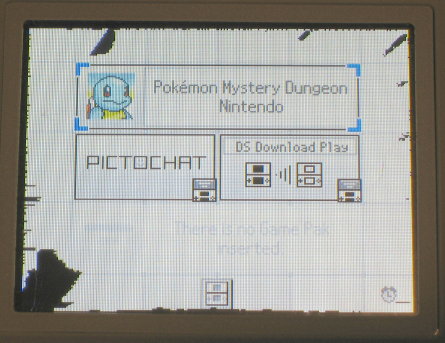 Pokémon Mystery Dungeon
Nintendo
PICTOCHAT
DS Download Play
There is no Game Pak
inserted.